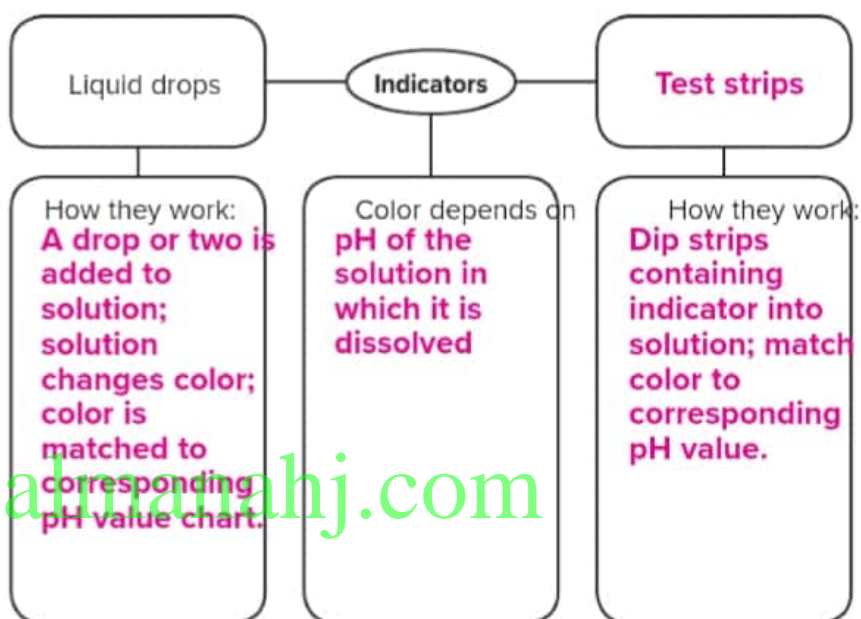 Liquid drops
Indicators
Test strips
How they work:
A drop or two is
added to
solution;
solution
changes color;
color is
matched to
corresponding
pH value chart.
Color depends on
pH of the
solution in
which it is
dissolved
How they work:
Dip strips
containing
indicator into
solution; match
color to
corresponding
pH value.
almanahj.com